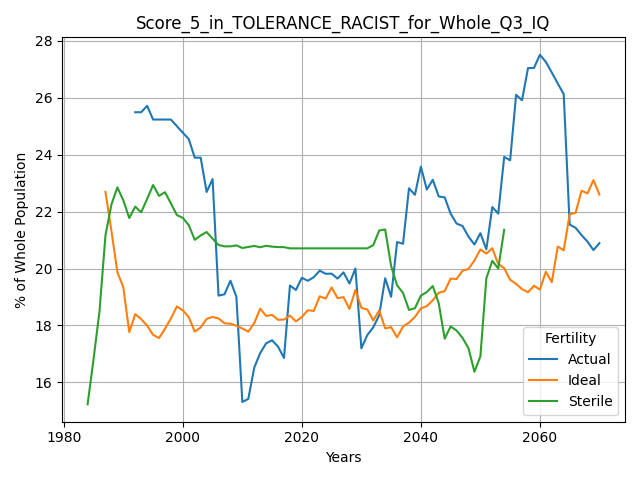 Score_5_in_TOLERANCE_RACIST_for_Whole_Q3_IQ
28
26
24
22
20
18
16
% of Whole Population
1980
2000
2020
2040
2060
Years
Fertility
Actual
Ideal
Sterile